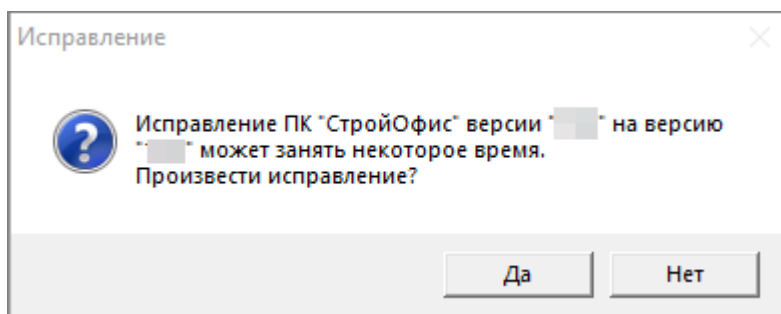 Исправление
Исправление ПК "СтройОфис" версии " " на версию
" " может занять некоторое время.
Произвести исправление?
Да
Нет